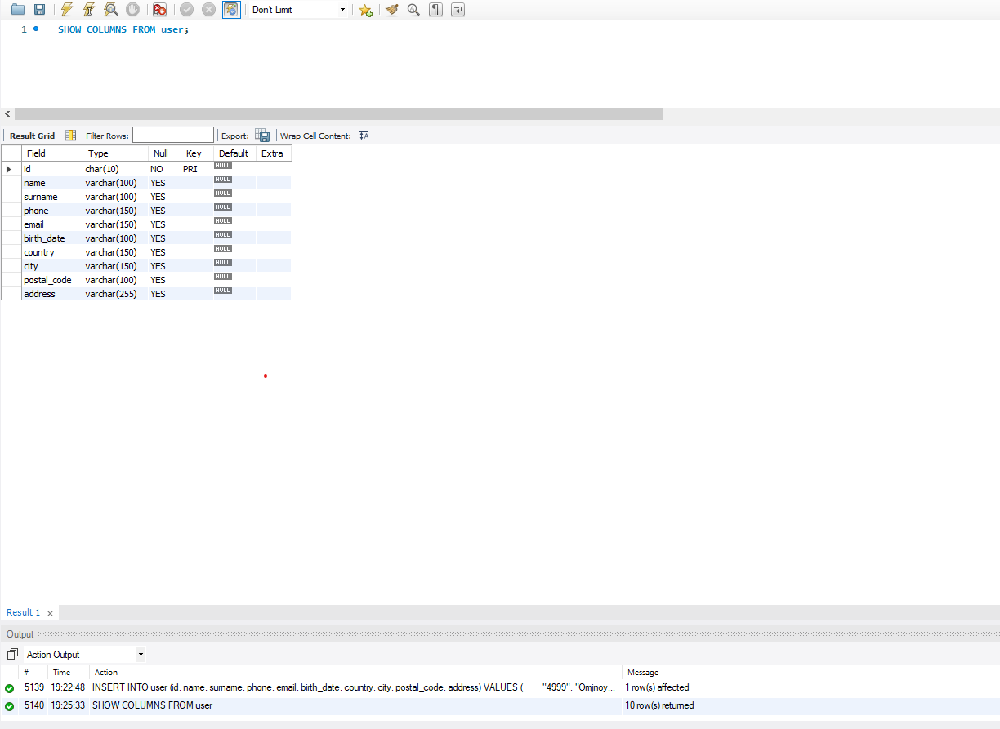 Don't Limit
1 SHOW COLUMNS FROM user;
Result Grid Filter Rows: Export: Wrap Cell Content:
Field Type Null Key Default Extra
id char(10) NO PRI NULL
name varchar(100) YES NULL
surname varchar(100) YES NULL
phone varchar(150) YES NULL
email varchar(150) YES NULL
birth_date varchar(100) YES NULL
country varchar(150) YES NULL
city varchar(150) YES NULL
postal_code varchar(100) YES NULL
address varchar(255) YES NULL
Result 1
Output
Action Output
# Time Action Message
5139 19:22:48 INSERT INTO user (id, name, surname, phone, email, birth_date, country, city, postal_code, address) VALUES ( "4999", "Omjnoy... 1 row(s) affected
5140 19:25:33 SHOW COLUMNS FROM user 10 row(s) returned